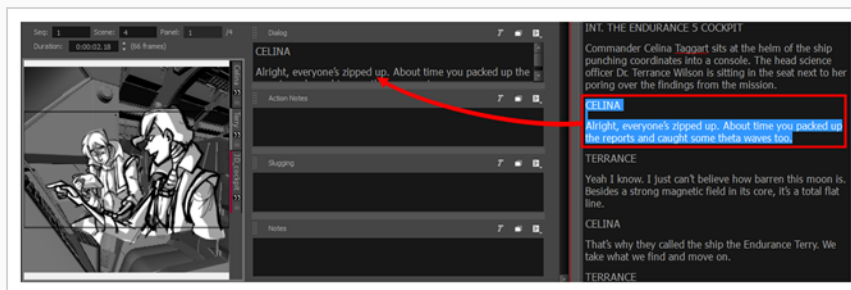 Seq: 1 Scene: 4 Panel: 1 /4
Duration: 0:00:02.18 (66 frames)
Celina
Terry
3D_cockpit
Dialog
CELINA
Alright, everyone's zipped up. About time you packed up the
Action Notes
Slugging
Notes
INT. THE ENDURANCE 5 COCKPIT
Commander Celina Taggart sits at the helm of the ship
punching coordinates into a console. The head science
officer Dr. Terrance Wilson is sitting in the seat next to her
poring over the findings from the mission.
CELINA
Alright, everyone's zipped up. About time you packed up
the reports and caught some theta waves too.
TERRANCE
Yeah I know. I just can't believe how barren this moon is.
Besides a strong magnetic field in its core, it's a total flat
line.
CELINA
That's why they called the ship the Endurance Terry. We
take what we find and move on.
TERRANCE